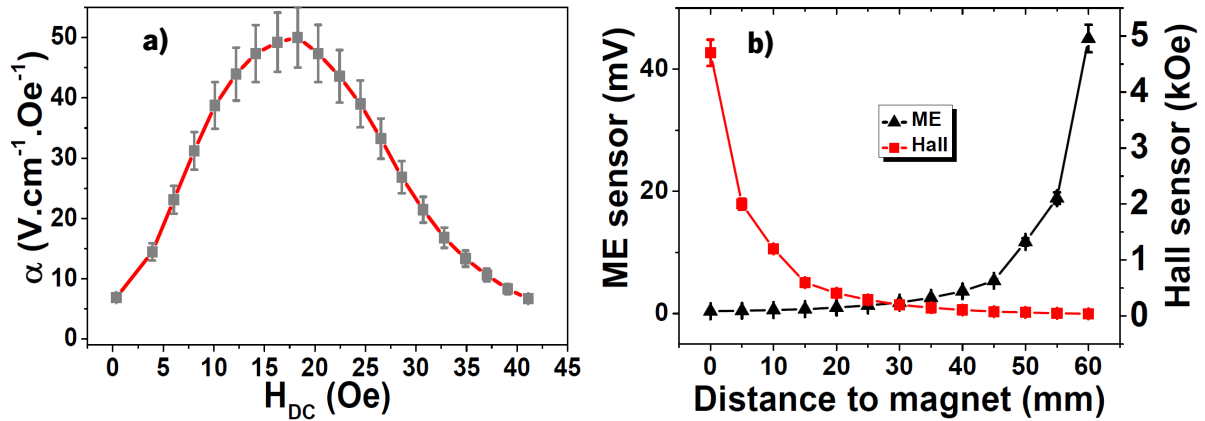 a)
α (V.cm⁻¹.Oe⁻¹)
50
40
30
20
10
0
0 5 10 15 20 25 30 35 40 45
H_DC (Oe)
b)
ME sensor (mV)
40
20
0
ME
Hall
5
4
3
2
1
0
Hall sensor (kOe)
0 10 20 30 40 50 60
Distance to magnet (mm)